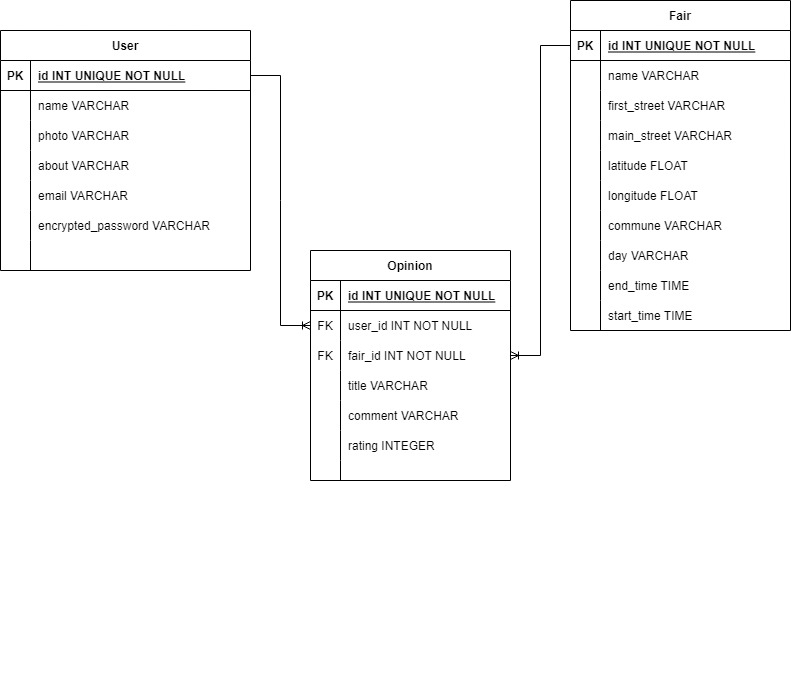 User
PK id INT UNIQUE NOT NULL
name VARCHAR
photo VARCHAR
about VARCHAR
email VARCHAR
encrypted_password VARCHAR
Fair
PK id INT UNIQUE NOT NULL
name VARCHAR
first_street VARCHAR
main_street VARCHAR
latitude FLOAT
longitude FLOAT
commune VARCHAR
day VARCHAR
end_time TIME
start_time TIME
Opinion
PK id INT UNIQUE NOT NULL
FK user_id INT NOT NULL
FK fair_id INT NOT NULL
title VARCHAR
comment VARCHAR
rating INTEGER